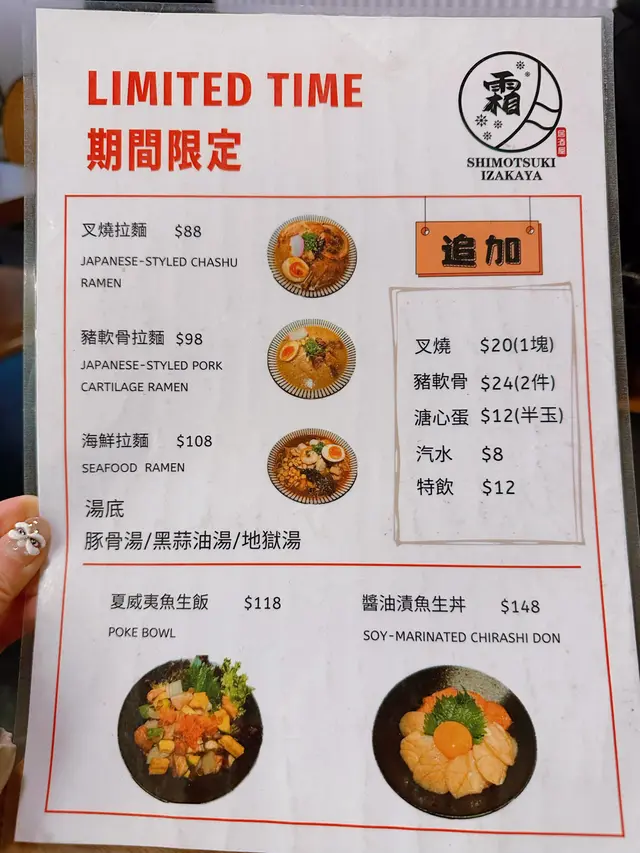 LIMITED TIME
期間限定
霜
居酒屋
SHIMOTSUKI
IZAKAYA
叉燒拉麵 $88
JAPANESE-STYLED CHASHU
RAMEN
豬軟骨拉麵 $98
JAPANESE-STYLED PORK
CARTILAGE RAMEN
海鮮拉麵 $108
SEAFOOD RAMEN
湯底
豚骨湯/黑蒜油湯/地獄湯
追加
叉燒 $20(1塊)
豬軟骨 $24(2件)
溏心蛋 $12(半玉)
汽水 $8
特飲 $12
夏威夷魚生飯 $118
POKE BOWL
醬油漬魚生丼 $148
SOY-MARINATED CHIRASHI DON